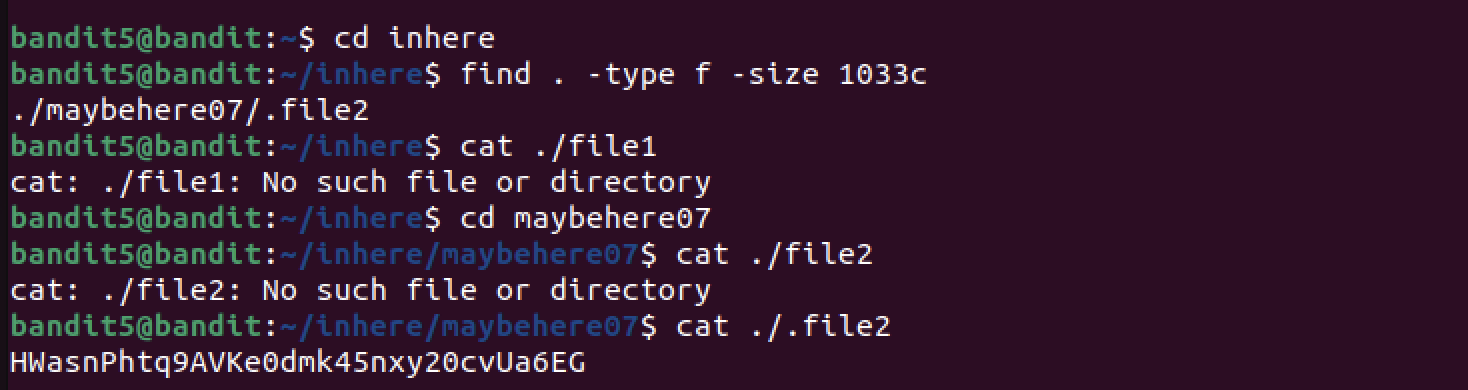 bandit5@bandit:~$ cd inhere
bandit5@bandit:~/inhere$ find . -type f -size 1033c
./maybehere07/.file2
bandit5@bandit:~/inhere$ cat ./file1
cat: ./file1: No such file or directory
bandit5@bandit:~/inhere$ cd maybehere07
bandit5@bandit:~/inhere/maybehere07$ cat ./file2
cat: ./file2: No such file or directory
bandit5@bandit:~/inhere/maybehere07$ cat ./.file2
HWasnPhtq9AVKe0dmk45nxy20cvUa6EG